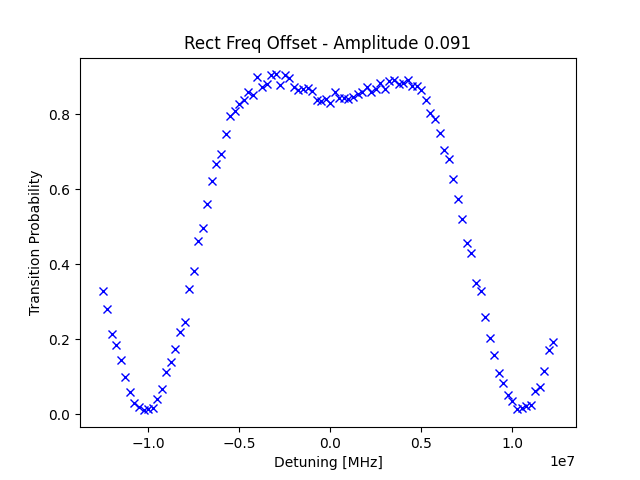 Rect Freq Offset - Amplitude 0.091
Transition Probability
0.8
0.6
0.4
0.2
0.0
−1.0
−0.5
0.0
0.5
1.0
1e7
Detuning [MHz]